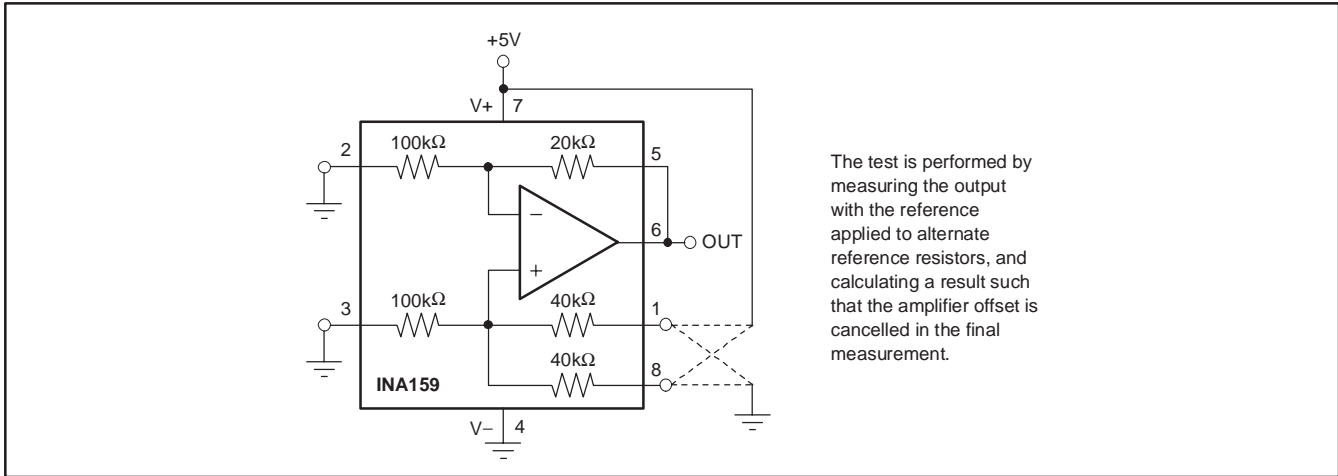 +5V
V+ 7
100kΩ 20kΩ
2 5
−
6
OUT
+
100kΩ 40kΩ
3 1
40kΩ
8
INA159
V− 4
The test is performed by
measuring the output
with the reference
applied to alternate
reference resistors, and
calculating a result such
that the amplifier offset is
cancelled in the final
measurement.